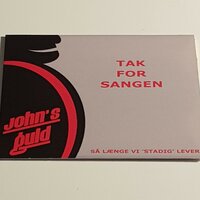 TAK
FOR
SANGEN
john's
guld
SÅ LÆNGE VI 'STADIG' LEVER